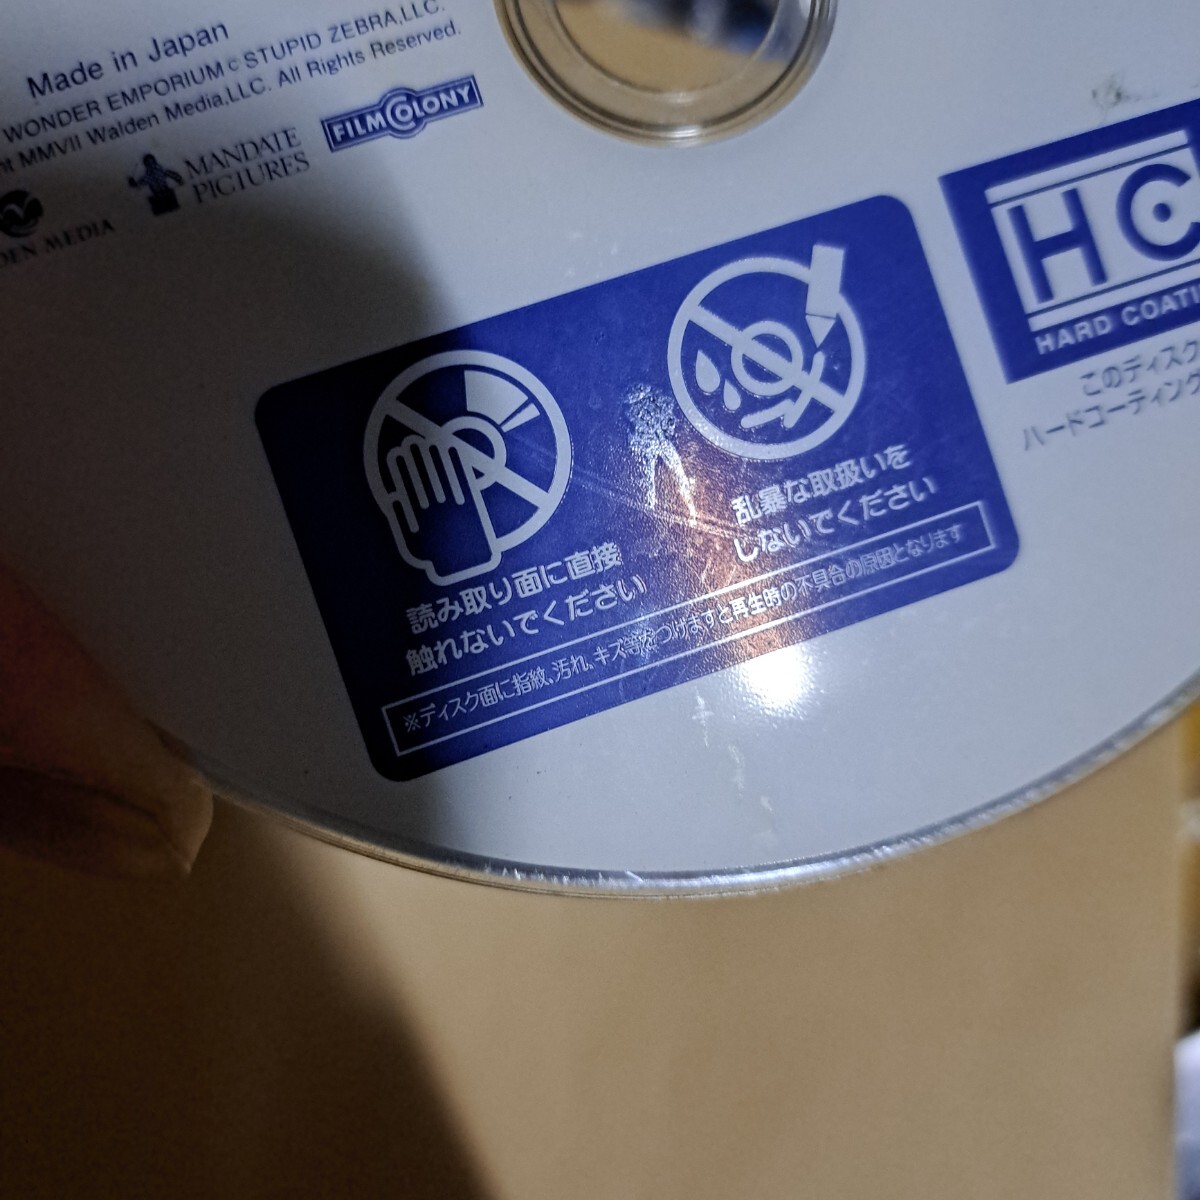 Made in Japan
WONDER EMPORIUM © STUPID ZEBRA,LLC.
MMVII Walden Media,LLC. All Rights Reserved.
MEDIA
MANDATE
PICTURES
FILMCOLONY
HC
HARD
このディスク
ハードコーティング
読み取り面に直接
触れないでください
乱暴な取扱いを
しないでください
※ディスク面に指紋、汚れ、キズ等をつけますと再生時の不具合の原因となります